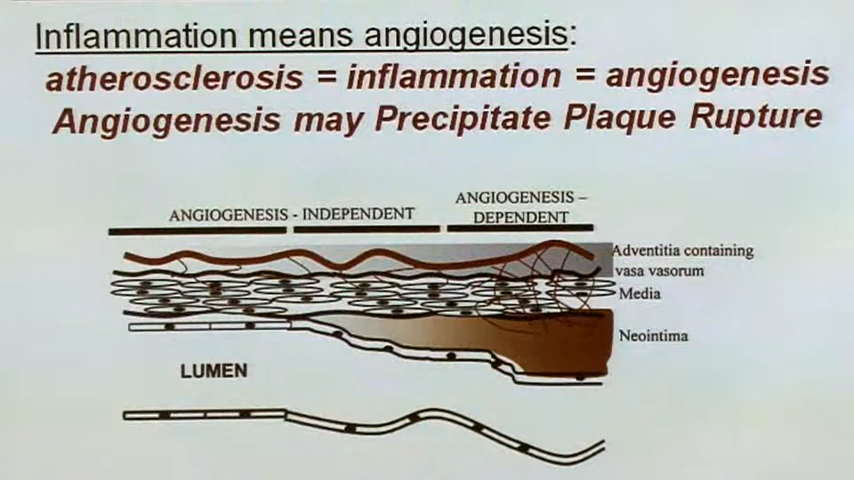 Inflammation means angiogenesis:
atherosclerosis = inflammation = angiogenesis
Angiogenesis may Precipitate Plaque Rupture
ANGIOGENESIS - INDEPENDENT
ANGIOGENESIS –
DEPENDENT
Adventitia containing
vasa vasorum
Media
Neointima
LUMEN